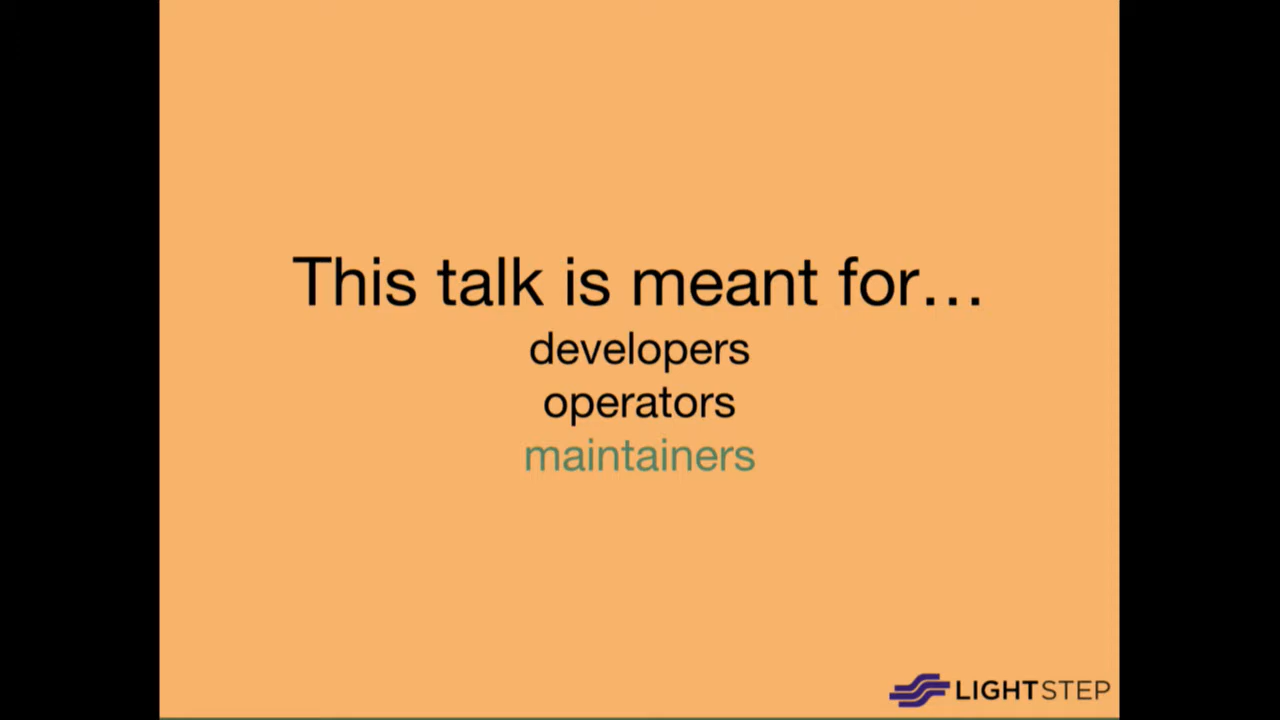 This talk is meant for…
developers
operators
maintainers
LIGHTSTEP